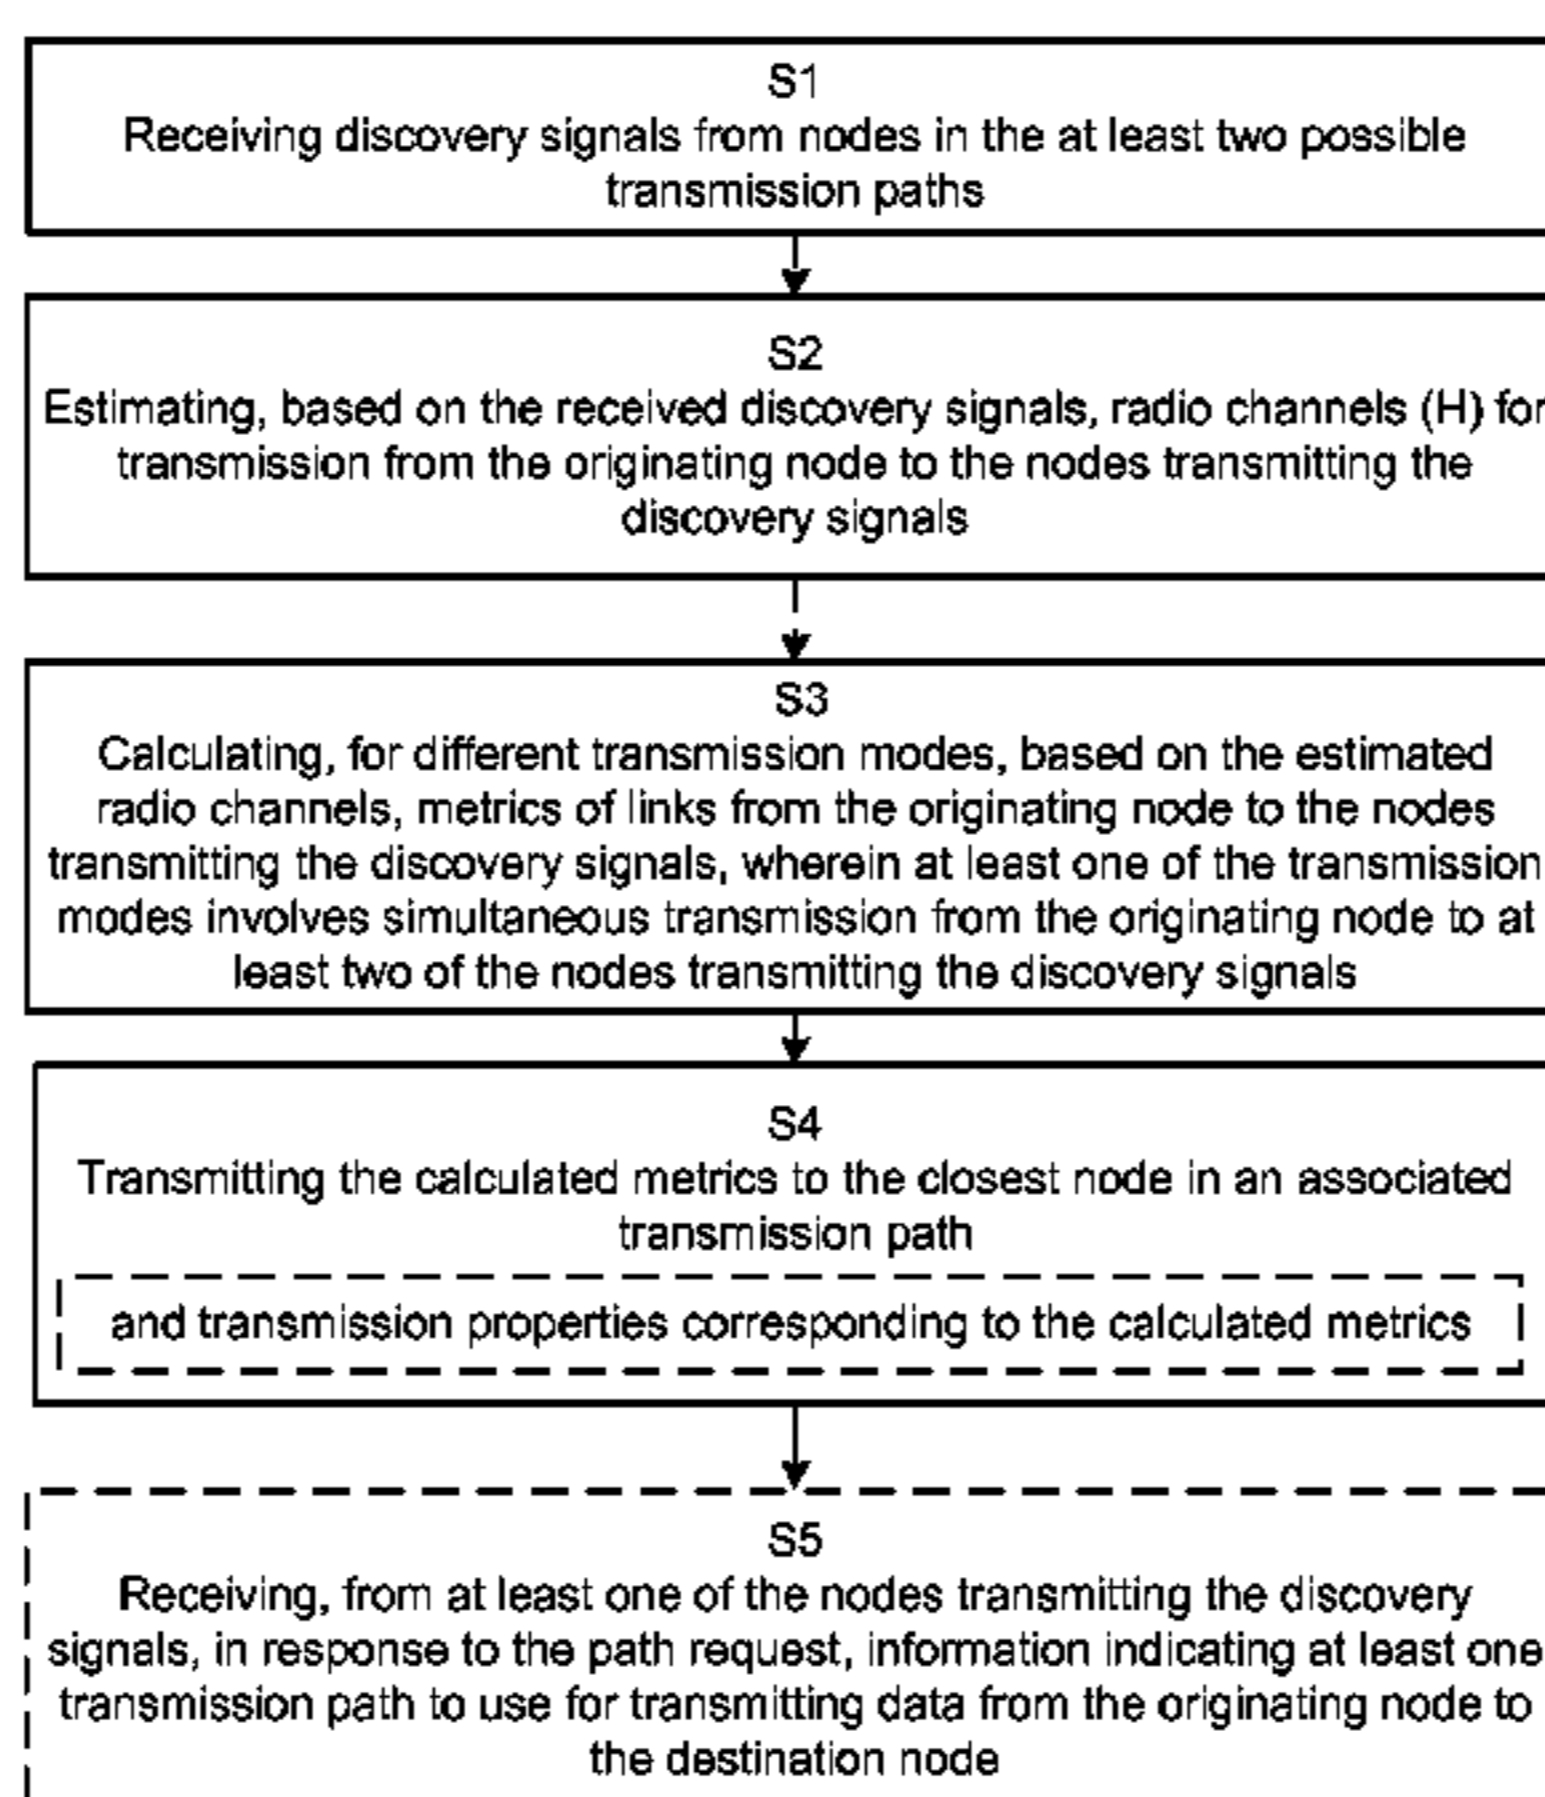 S1
Receiving discovery signals from nodes in the at least two possible
transmission paths
S2
Estimating, based on the received discovery signals, radio channels (H) for
transmission from the originating node to the nodes transmitting the
discovery signals
S3
Calculating, for different transmission modes, based on the estimated
radio channels, metrics of links from the originating node to the nodes
transmitting the discovery signals, wherein at least one of the transmission
modes involves simultaneous transmission from the originating node to at
least two of the nodes transmitting the discovery signals
S4
Transmitting the calculated metrics to the closest node in an associated
transmission path
and transmission properties corresponding to the calculated metrics
S5
Receiving, from at least one of the nodes transmitting the discovery
signals, in response to the path request, information indicating at least one
transmission path to use for transmitting data from the originating node to
the destination node